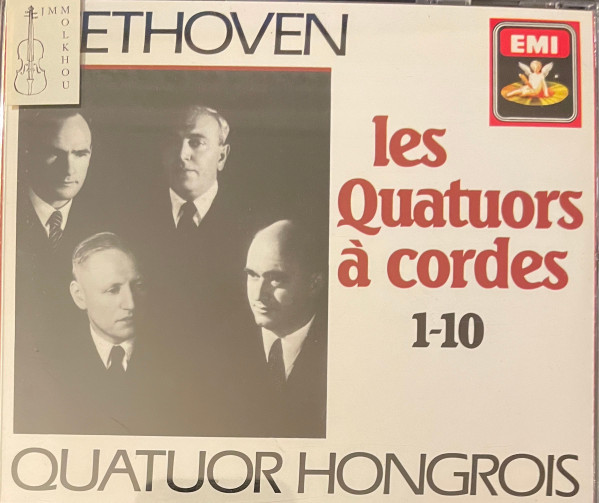 JM
MOLKHOU
ETHOVEN
EMI
les
Quatuors
à cordes
1-10
QUATUOR HONGROIS